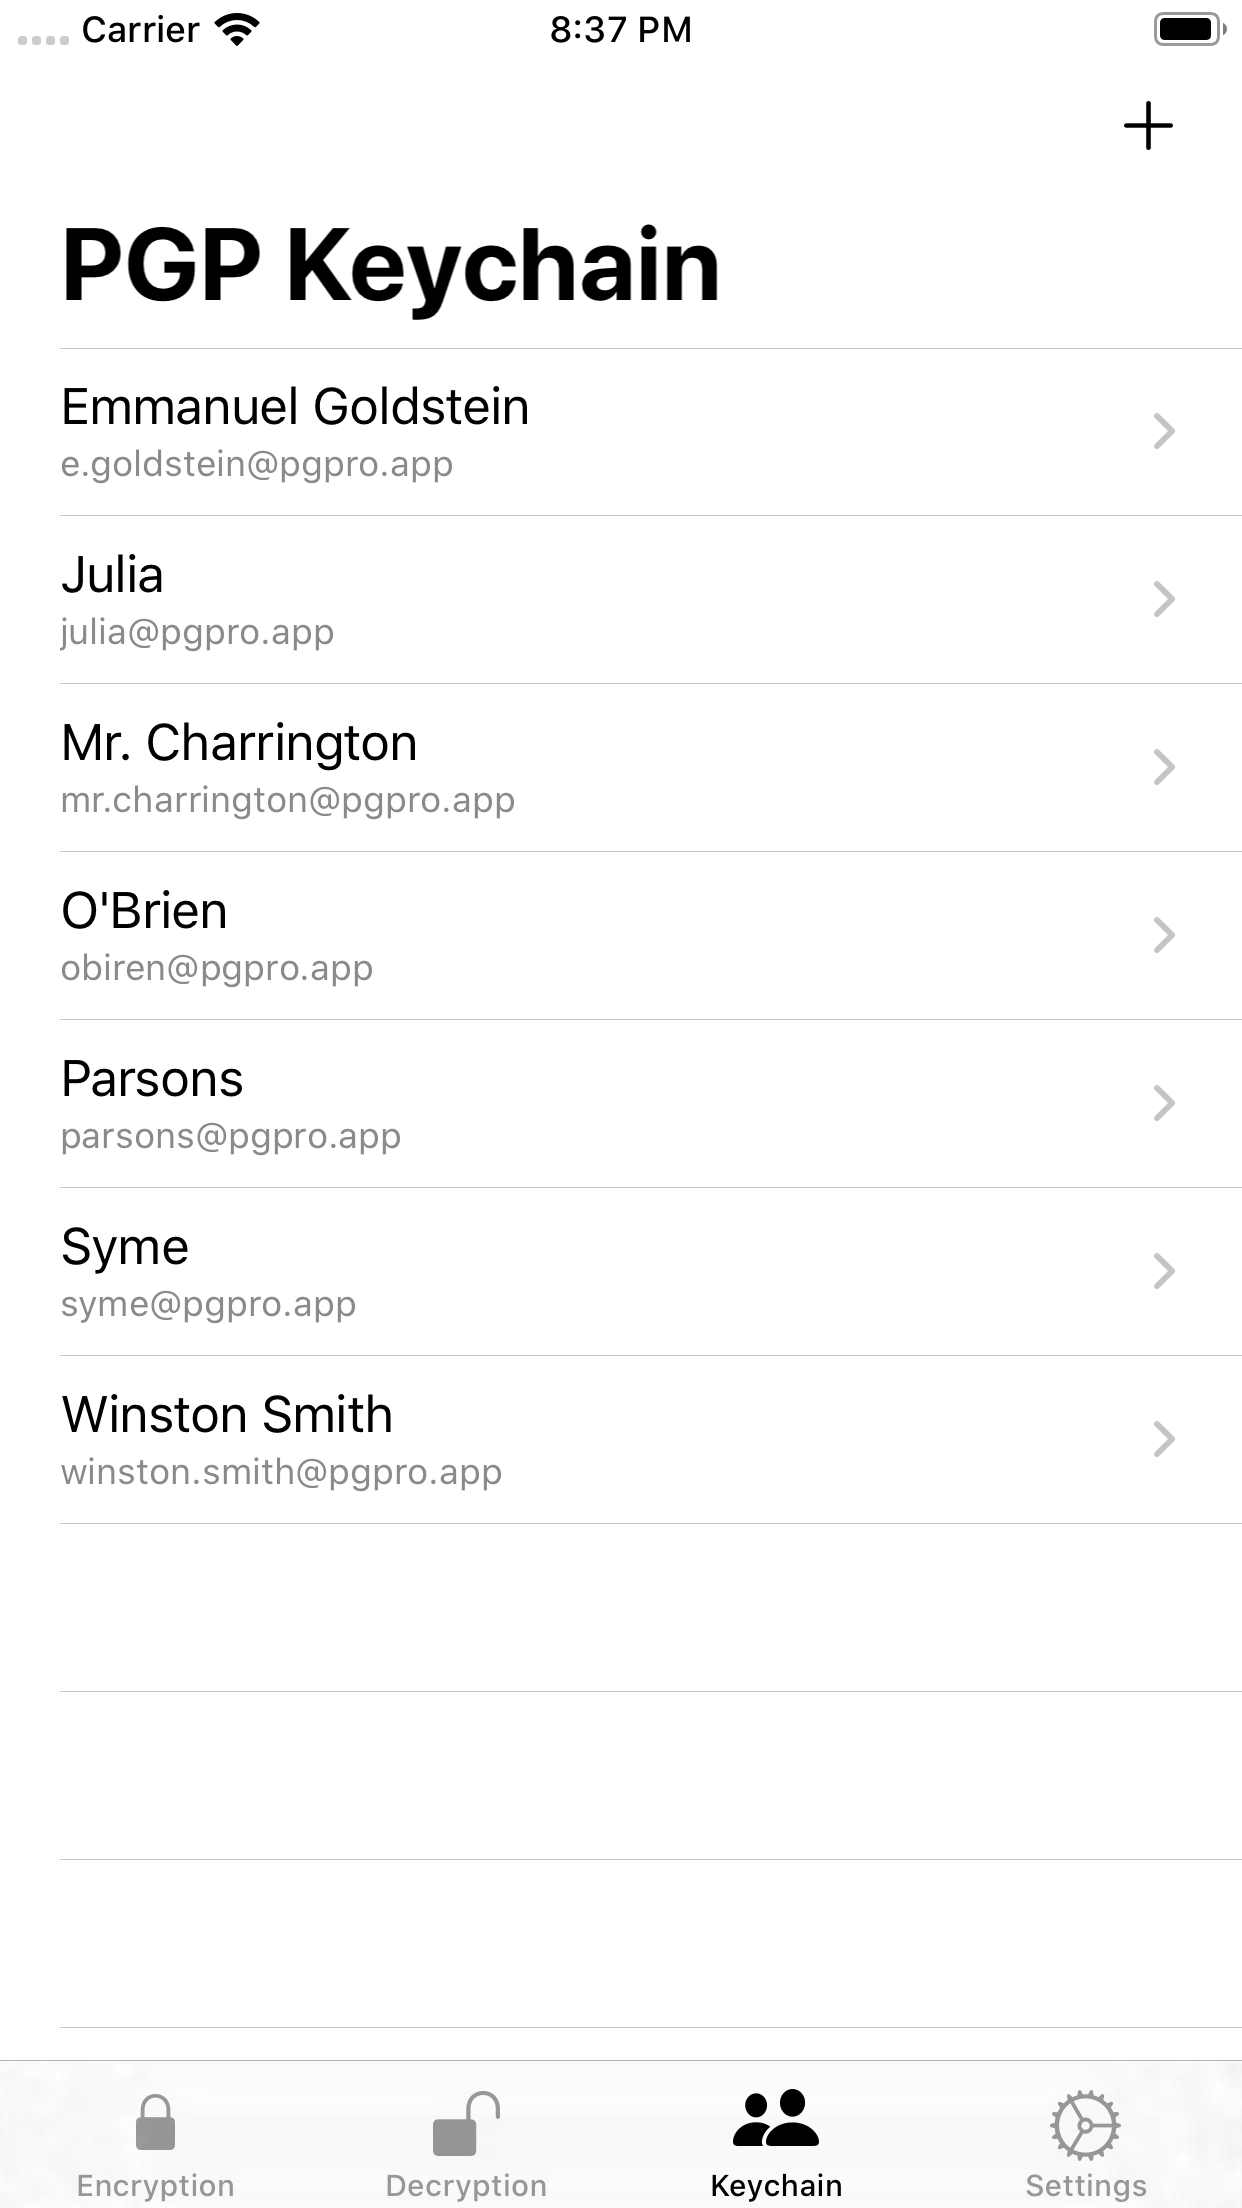 Carrier 8:37 PM
PGP Keychain
Emmanuel Goldstein
e.goldstein@pgpro.app
Julia
julia@pgpro.app
Mr. Charrington
mr.charrington@pgpro.app
O'Brien
obiren@pgpro.app
Parsons
parsons@pgpro.app
Syme
syme@pgpro.app
Winston Smith
winston.smith@pgpro.app
Encryption Decryption Keychain Settings